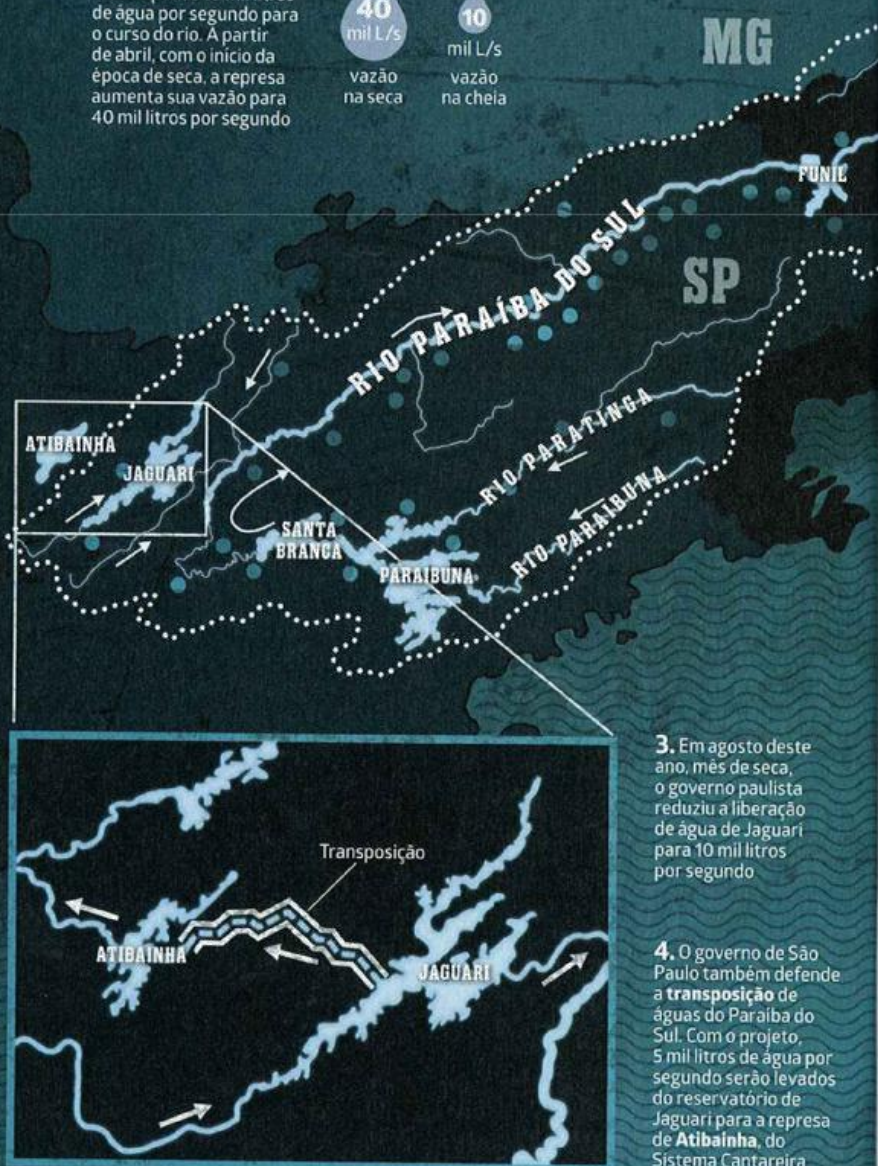 de água por segundo para
o curso do rio. A partir
de abril, com o início da
época de seca, a represa
aumenta sua vazão para
40 mil litros por segundo
40
mil L/s
vazão
na seca
10
mil L/s
vazão
na cheia
MG
FUNIL
RIO PARAÍBA DO SUL
SP
ATIBAINHA
JAGUARI
RIO PARATINGA
RIO PARAIBUNA
SANTA
BRANCA
PARAIBUNA
Transposição
ATIBAINHA
JAGUARI
3. Em agosto deste
ano, mês de seca,
o governo paulista
reduziu a liberação
de água de Jaguari
para 10 mil litros
por segundo
4. O governo de São
Paulo também defende
a transposição de
águas do Paraíba do
Sul. Com o projeto,
5 mil litros de água por
segundo serão levados
do reservatório de
Jaguari para a represa
de Atibainha, do
Sistema Cantareira